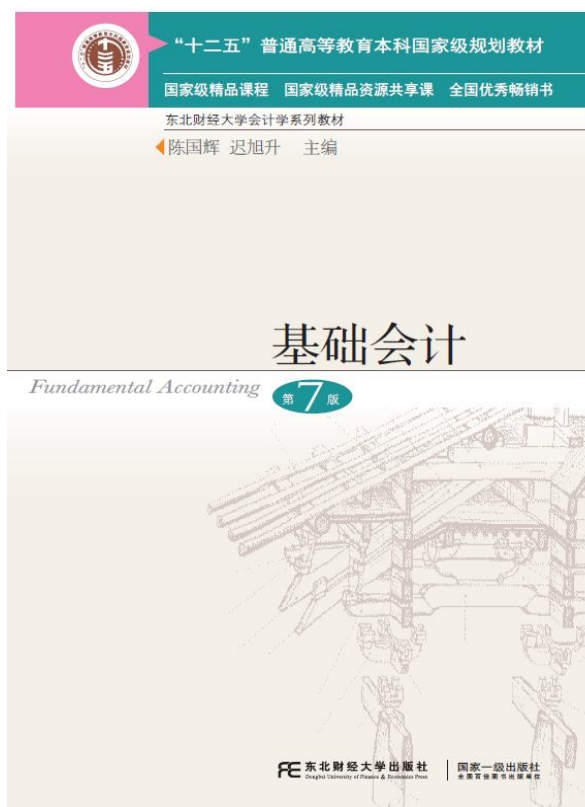 “十二五”普通高等教育本科国家级规划教材
国家级精品课程 国家级精品资源共享课 全国优秀畅销书
东北财经大学会计学系列教材
陈国辉 迟旭升 主编
基础会计
Fundamental Accounting 第7版
东北财经大学出版社
Dongbei University of Finance & Economics Press
国家一级出版社
全国百佳图书出版单位